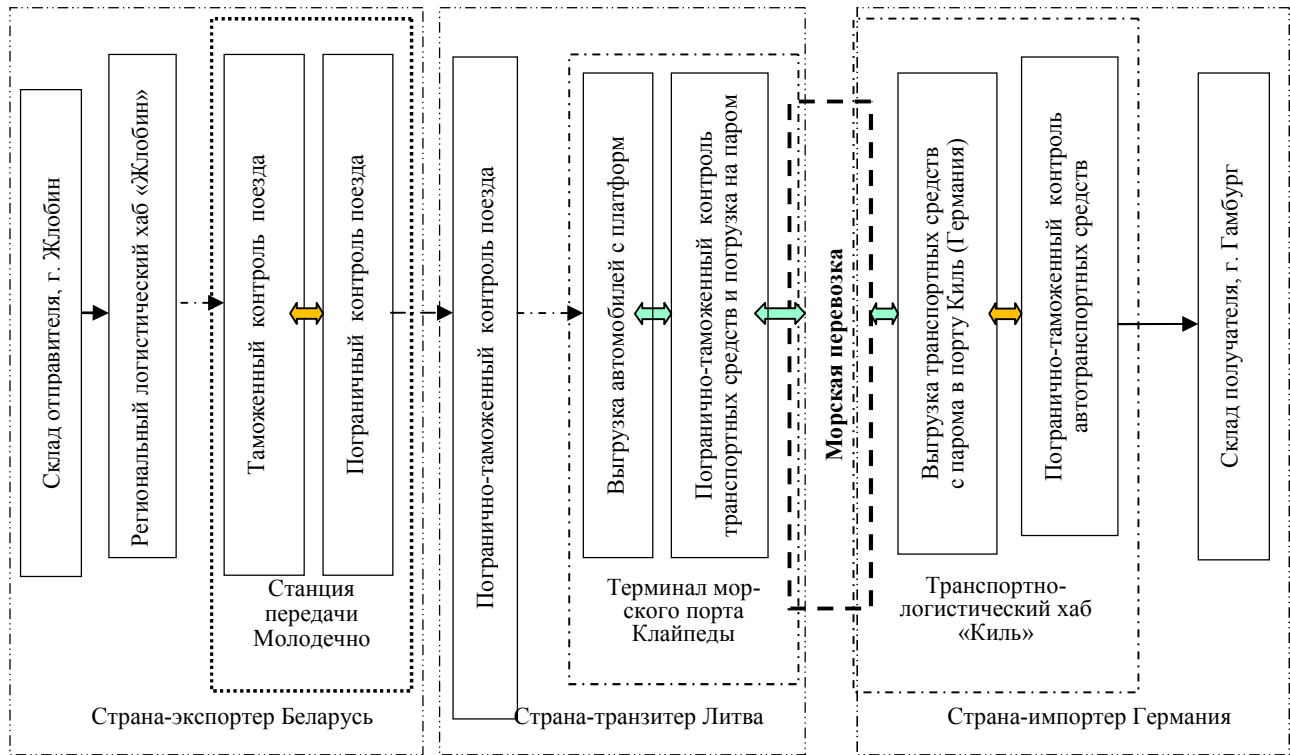 Склад отправителя, г. Жлобин
Региональный логистический хаб «Жлобин»
Таможенный контроль поезда
Пограничный контроль поезда
Станция
передачи
Молодечно
Страна-экспортер Беларусь
Погранично-таможенный контроль поезда
Выгрузка автомобилей с платформ
Погранично-таможенный контроль
транспортных средств и погрузка на паром
Терминал мор-
ского порта
Клайпеды
Страна-транзитер Литва
Морская перевозка
Выгрузка транспортных средств
с парома в порту Киль (Германия)
Погранично-таможенный контроль
автотранспортных средств
Транспортно-
логистический хаб
«Киль»
Склад получателя, г. Гамбург
Страна-импортер Германия